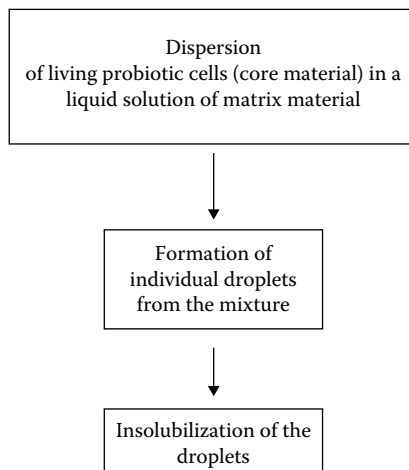 Dispersion
of living probiotic cells (core material) in a
liquid solution of matrix material
Formation of
individual droplets
from the mixture
Insolubilization of the
droplets